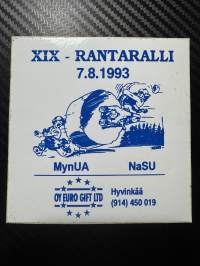 XIX - RANTARALLI
7.8.1993
MynUA NaSU
OY EURO GIFT LTD
Hyvinkää
(914) 450 019